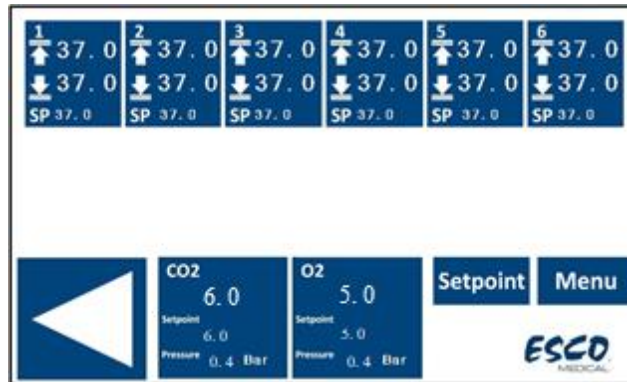 1 2 3 4 5 6
37.0 37.0 37.0 37.0 37.0 37.0
37.0 37.0 37.0 37.0 37.0 37.0
SP 37.0 SP 37.0 SP 37.0 SP 37.0 SP 37.0 SP 37.0
CO2
6.0
Setpoint
6.0
Pressure 0.4 Bar
O2
5.0
Setpoint
5.0
Pressure 0.4 Bar
Setpoint
Menu
ESCO
MEDICAL